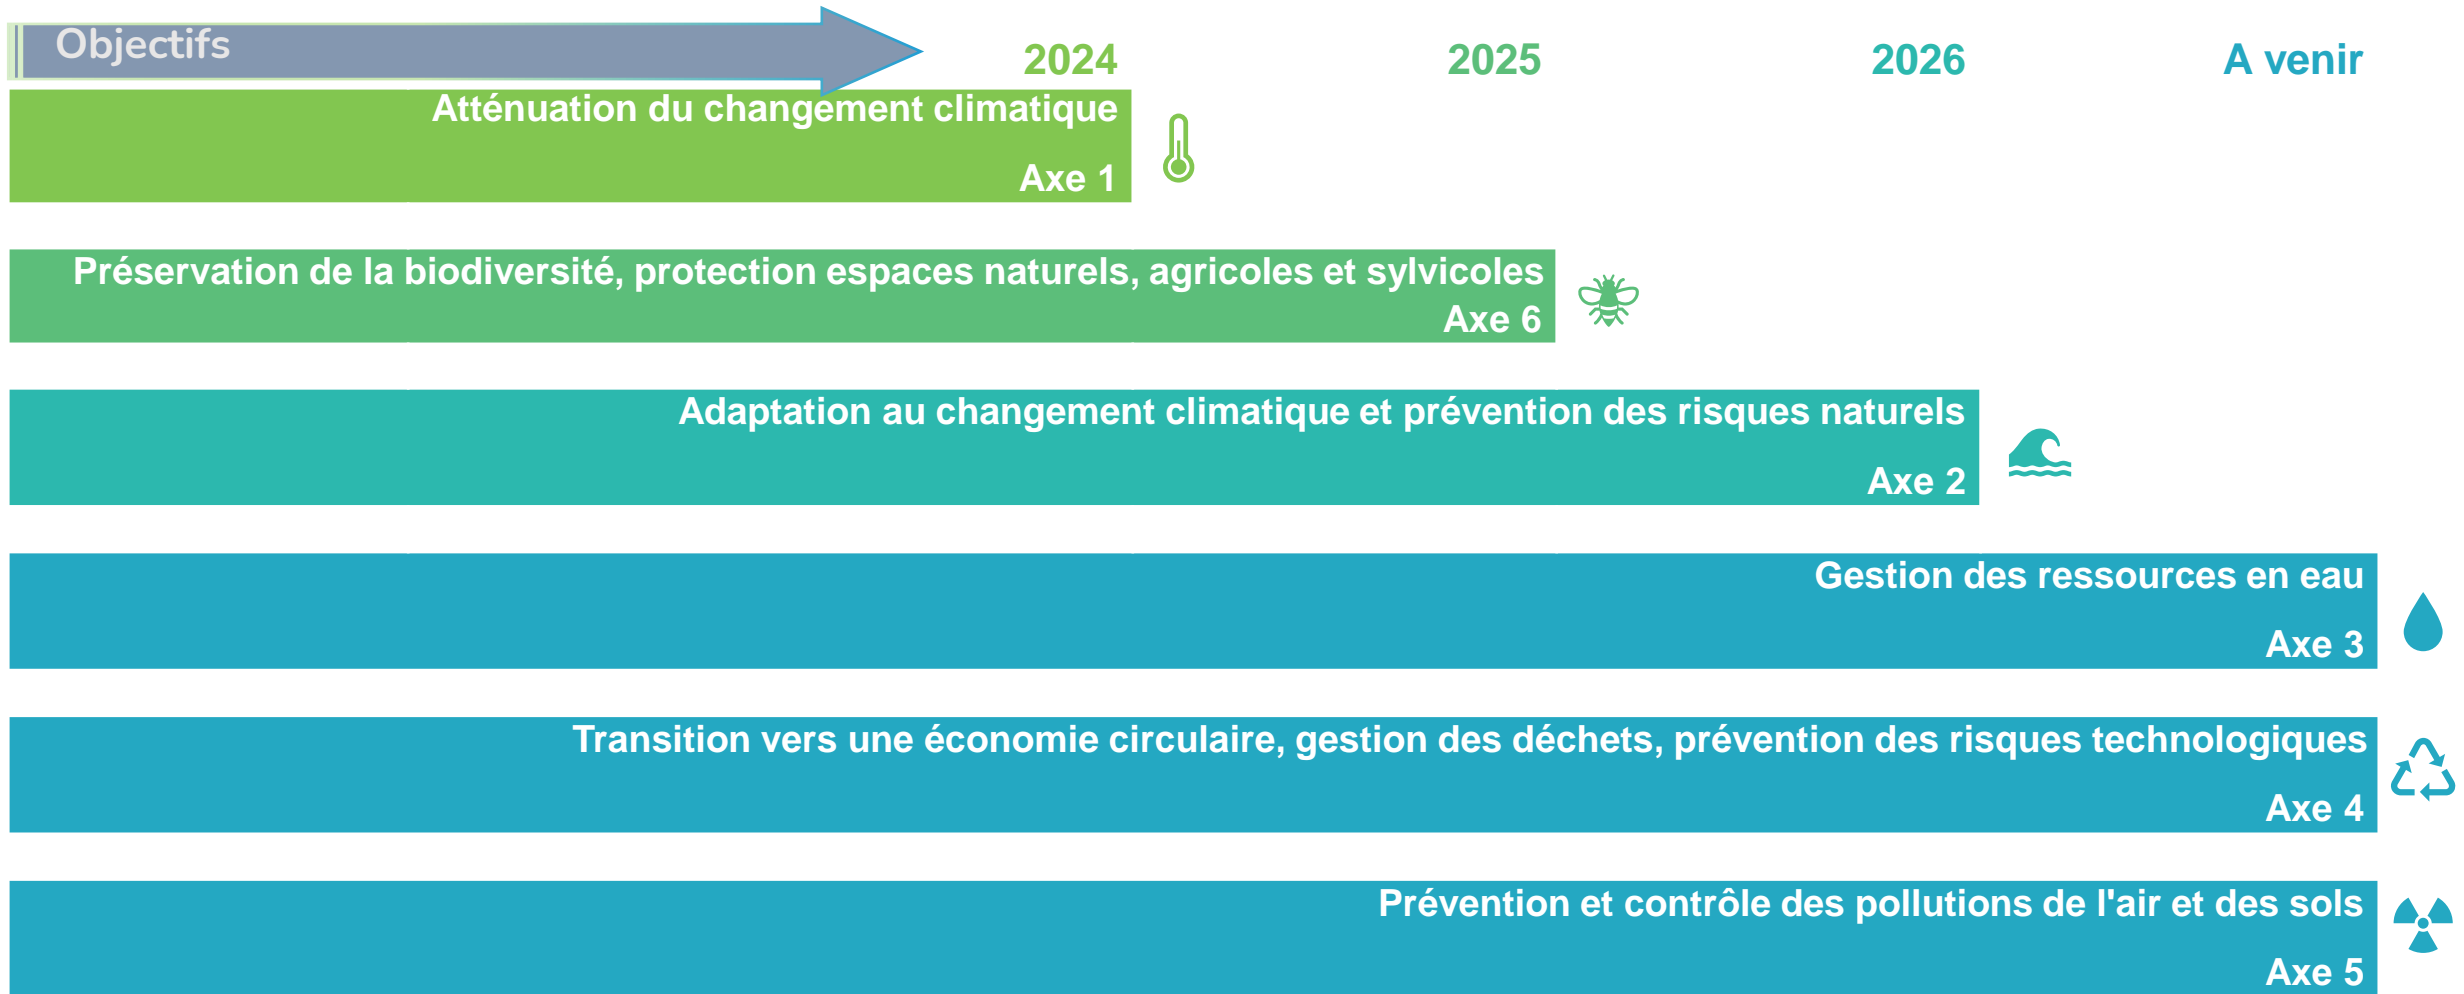 Objectifs
2024 2025 2026 A venir
Atténuation du changement climatique
Axe 1
Préservation de la biodiversité, protection espaces naturels, agricoles et sylvicoles
Axe 6
Adaptation au changement climatique et prévention des risques naturels
Axe 2
Gestion des ressources en eau
Axe 3
Transition vers une économie circulaire, gestion des déchets, prévention des risques technologiques
Axe 4
Prévention et contrôle des pollutions de l'air et des sols
Axe 5